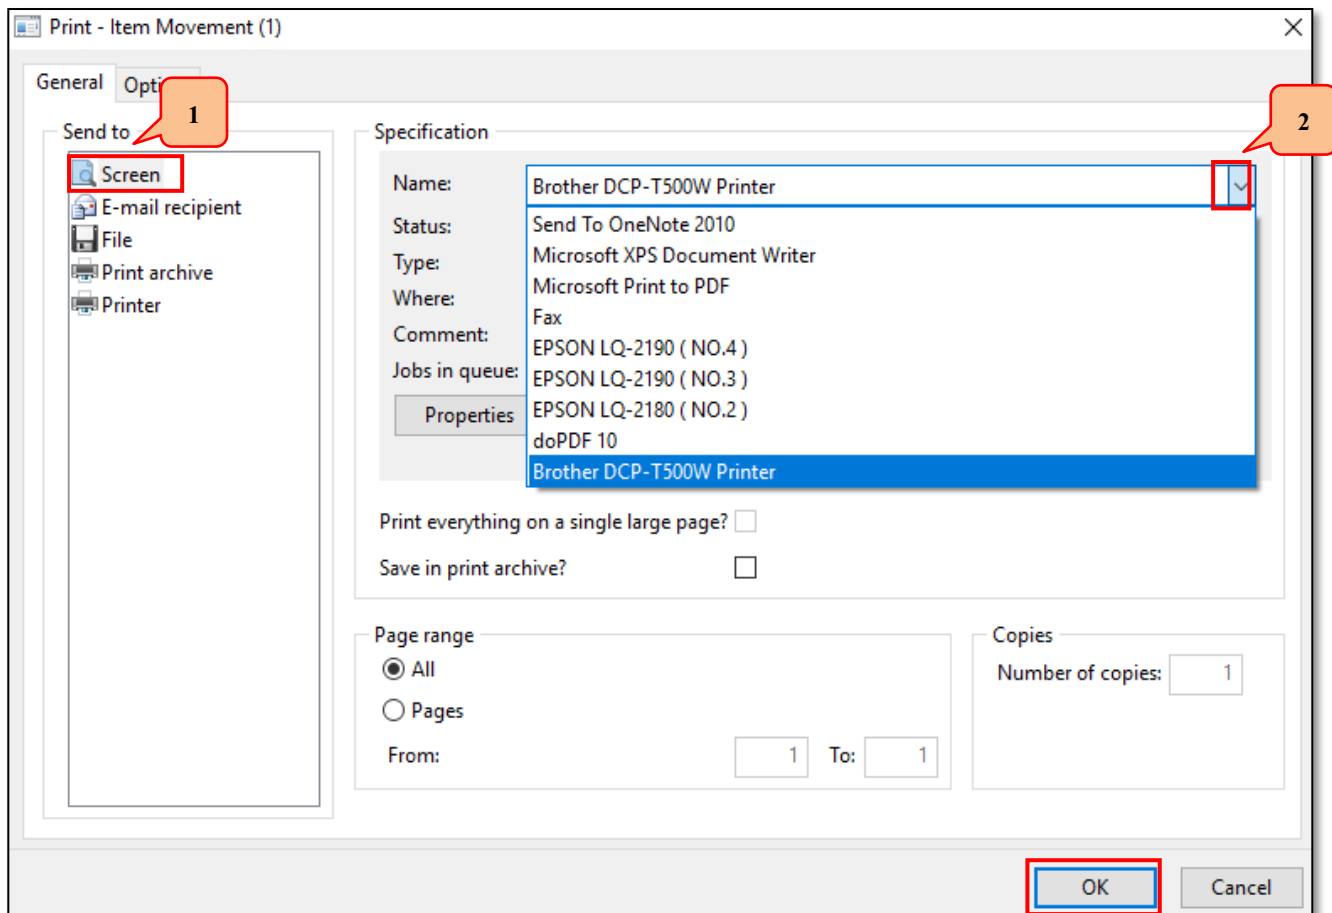 Print - Item Movement (1)
General
Opti
1
2
Send to
Screen
E-mail recipient
File
Print archive
Printer
Specification
Name:
Brother DCP-T500W Printer
Status:
Type:
Where:
Comment:
Jobs in queue:
Properties
Send To OneNote 2010
Microsoft XPS Document Writer
Microsoft Print to PDF
Fax
EPSON LQ-2190 ( NO.4 )
EPSON LQ-2190 ( NO.3 )
EPSON LQ-2180 ( NO.2 )
doPDF 10
Brother DCP-T500W Printer
Print everything on a single large page?
Save in print archive?
Page range
All
Pages
From: 1 To: 1
Copies
Number of copies: 1
OK
Cancel